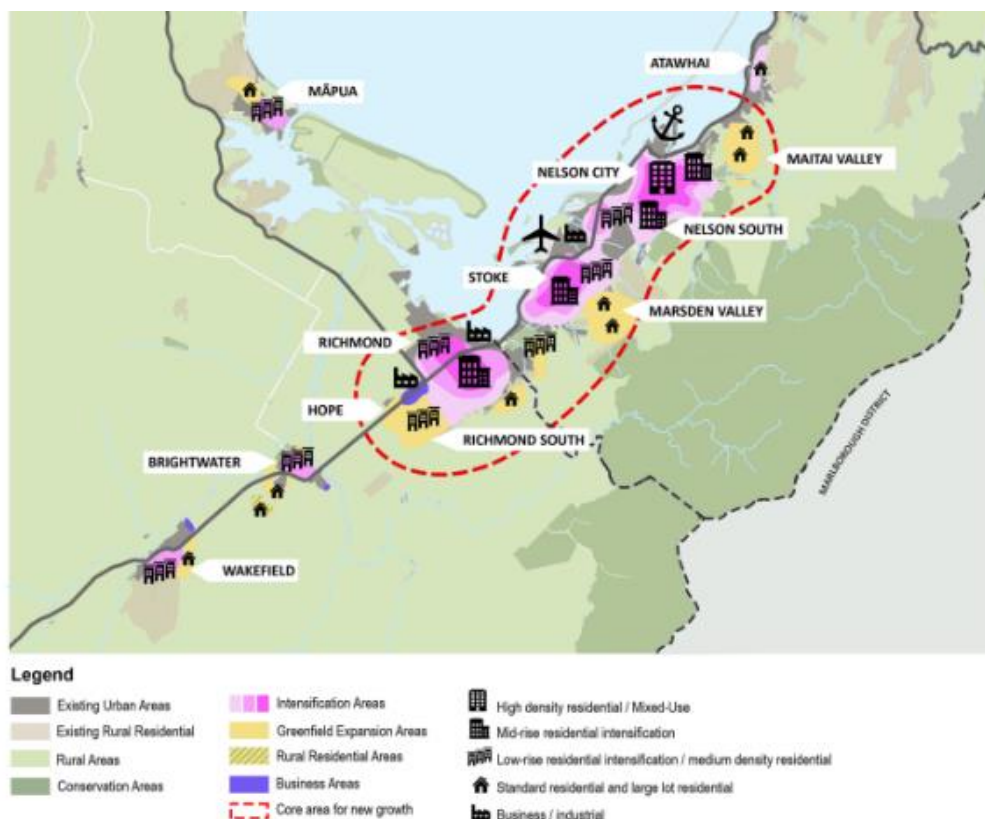 ATAWHAI
MĀPUA
MAITAI VALLEY
NELSON CITY
NELSON SOUTH
STOKE
MARSDEN VALLEY
RICHMOND
HOPE
RICHMOND SOUTH
BRIGHTWATER
MARLBOROUGH DISTRICT
WAKEFIELD
Legend
Existing Urban Areas
Existing Rural Residential
Rural Areas
Conservation Areas
Intensification Areas
Greenfield Expansion Areas
Rural Residential Areas
Business Areas
Core area for new growth
High density residential / Mixed-Use
Mid-rise residential intensification
Low-rise residential intensification / medium density residential
Standard residential and large lot residential
Business / industrial